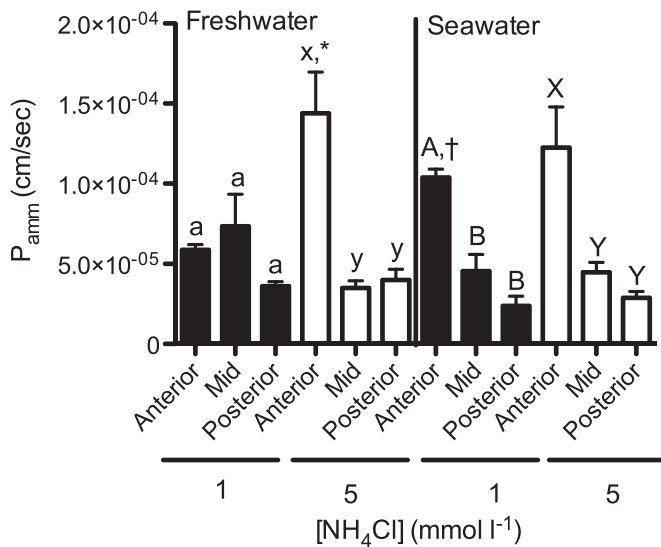 Freshwater
Seawater
P_amm (cm/sec)
2.0×10^-04
1.5×10^-04
1.0×10^-04
5.0×10^-05
0
a
a
a
x,*
y
y
A,†
B
B
X
Y
Y
Anterior
Mid
Posterior
Anterior
Mid
Posterior
Anterior
Mid
Posterior
Anterior
Mid
Posterior
1
5
1
5
[NH₄Cl] (mmol l⁻¹)